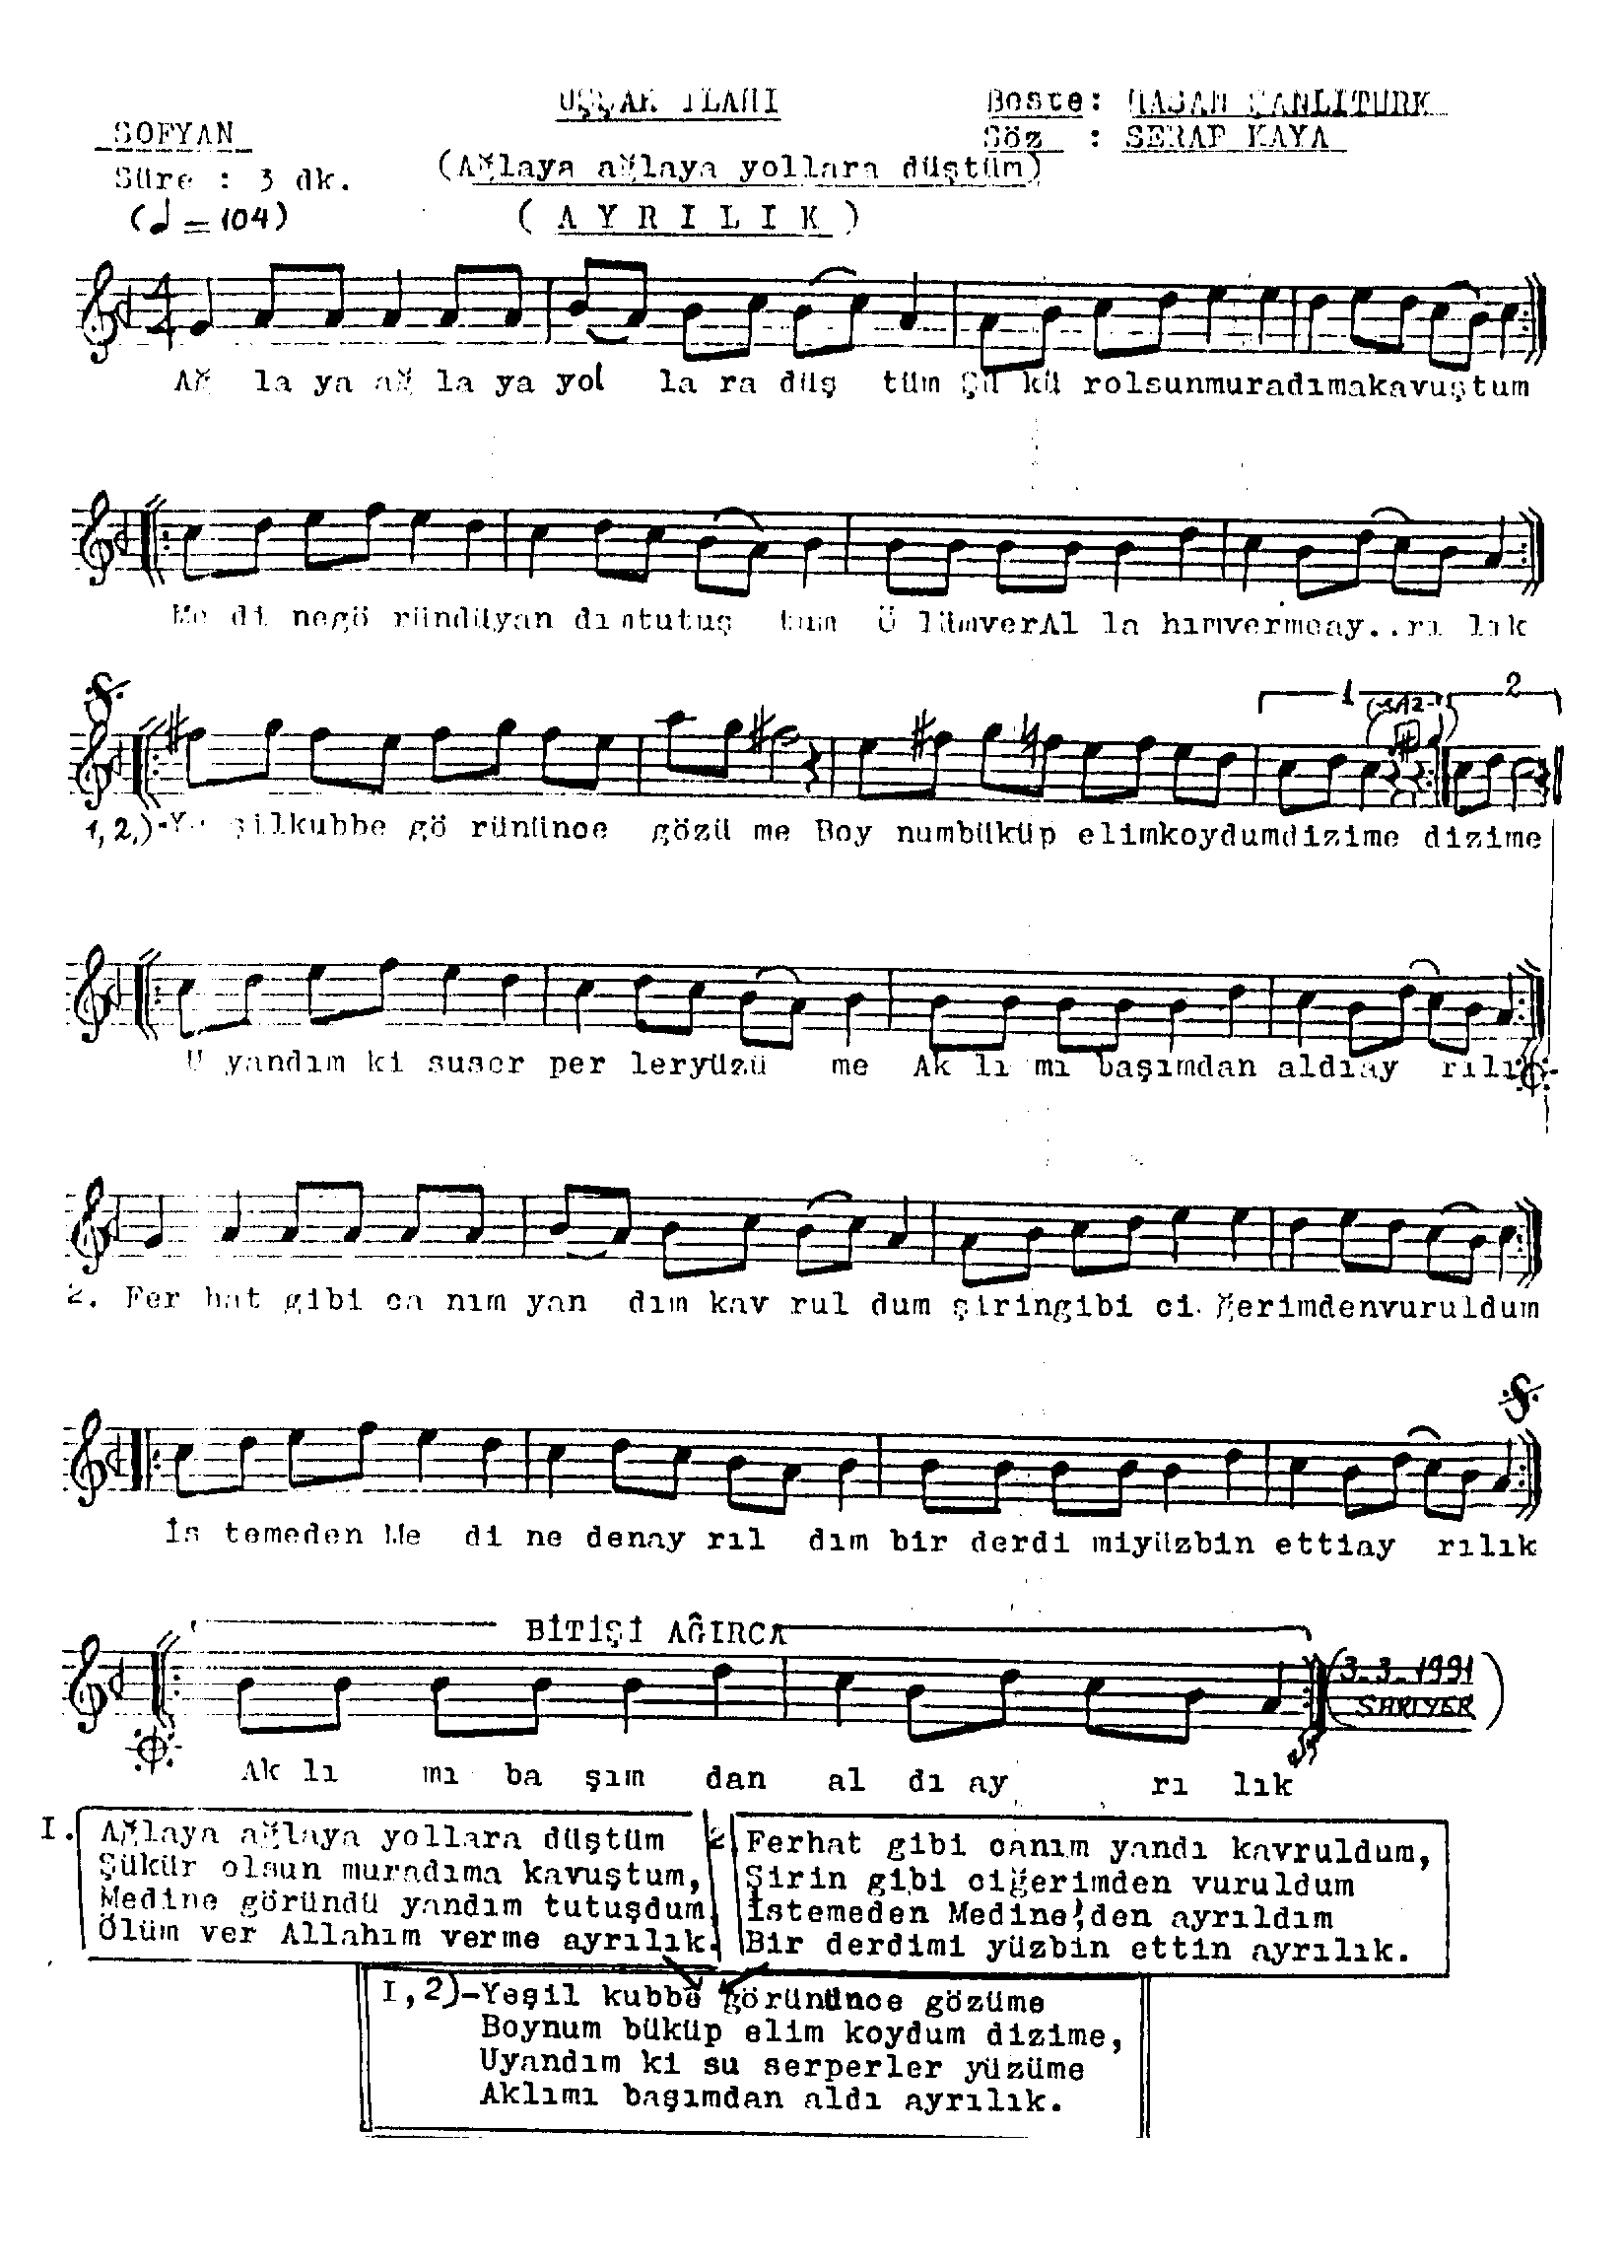 UŞŞAK İLAHİ
Beste: HASAN ŞANLITÜRK
SOFYAN
Söz : SERAP KAYA
Süre : 3 dk.
(Ağlaya ağlaya yollara düştüm)
(♩=104)
( A Y R I L I K )
Ağ la ya ağ la ya yol la ra düş tüm Şü kü rolsunmuradımakavuştum
Me di negö ründüyan dımtutuş tum Ü lümverAl la hımvermeay..rı lık
1 (-SAZ-) 2
1,2.)-Ye şilkubbe gö rününce gözü me Boy numbüküp elimkoydumdizime dizime
U yandım ki suser per leryüzü me Ak lı mı başımdan aldıay rılık
2. Fer hat gibi ca nım yan dım kav rul dum şiringibi ci ğerimdenvuruldum
İs temeden Me di ne denay rıl dım bir derdi miyüzbin ettiay rılık
BİTİŞİ AĞIRCA
(3-3-1991
SARIYER)
Ak lı mı ba şım dan al dı ay rı lık
I. Ağlaya ağlaya yollara düştüm
Şükür olsun muradıma kavuştum,
Medine göründü yandım tutuşdum,
Ölüm ver Allahım verme ayrılık.
2. Ferhat gibi canım yandı kavruldum,
Şirin gibi ciğerimden vuruldum
İstemeden Medine'den ayrıldım
Bir derdimi yüzbin ettin ayrılık.
I,2)-Yeşil kubbe görününce gözüme
Boynum büküp elim koydum dizime,
Uyandım ki su serperler yüzüme
Aklımı başımdan aldı ayrılık.